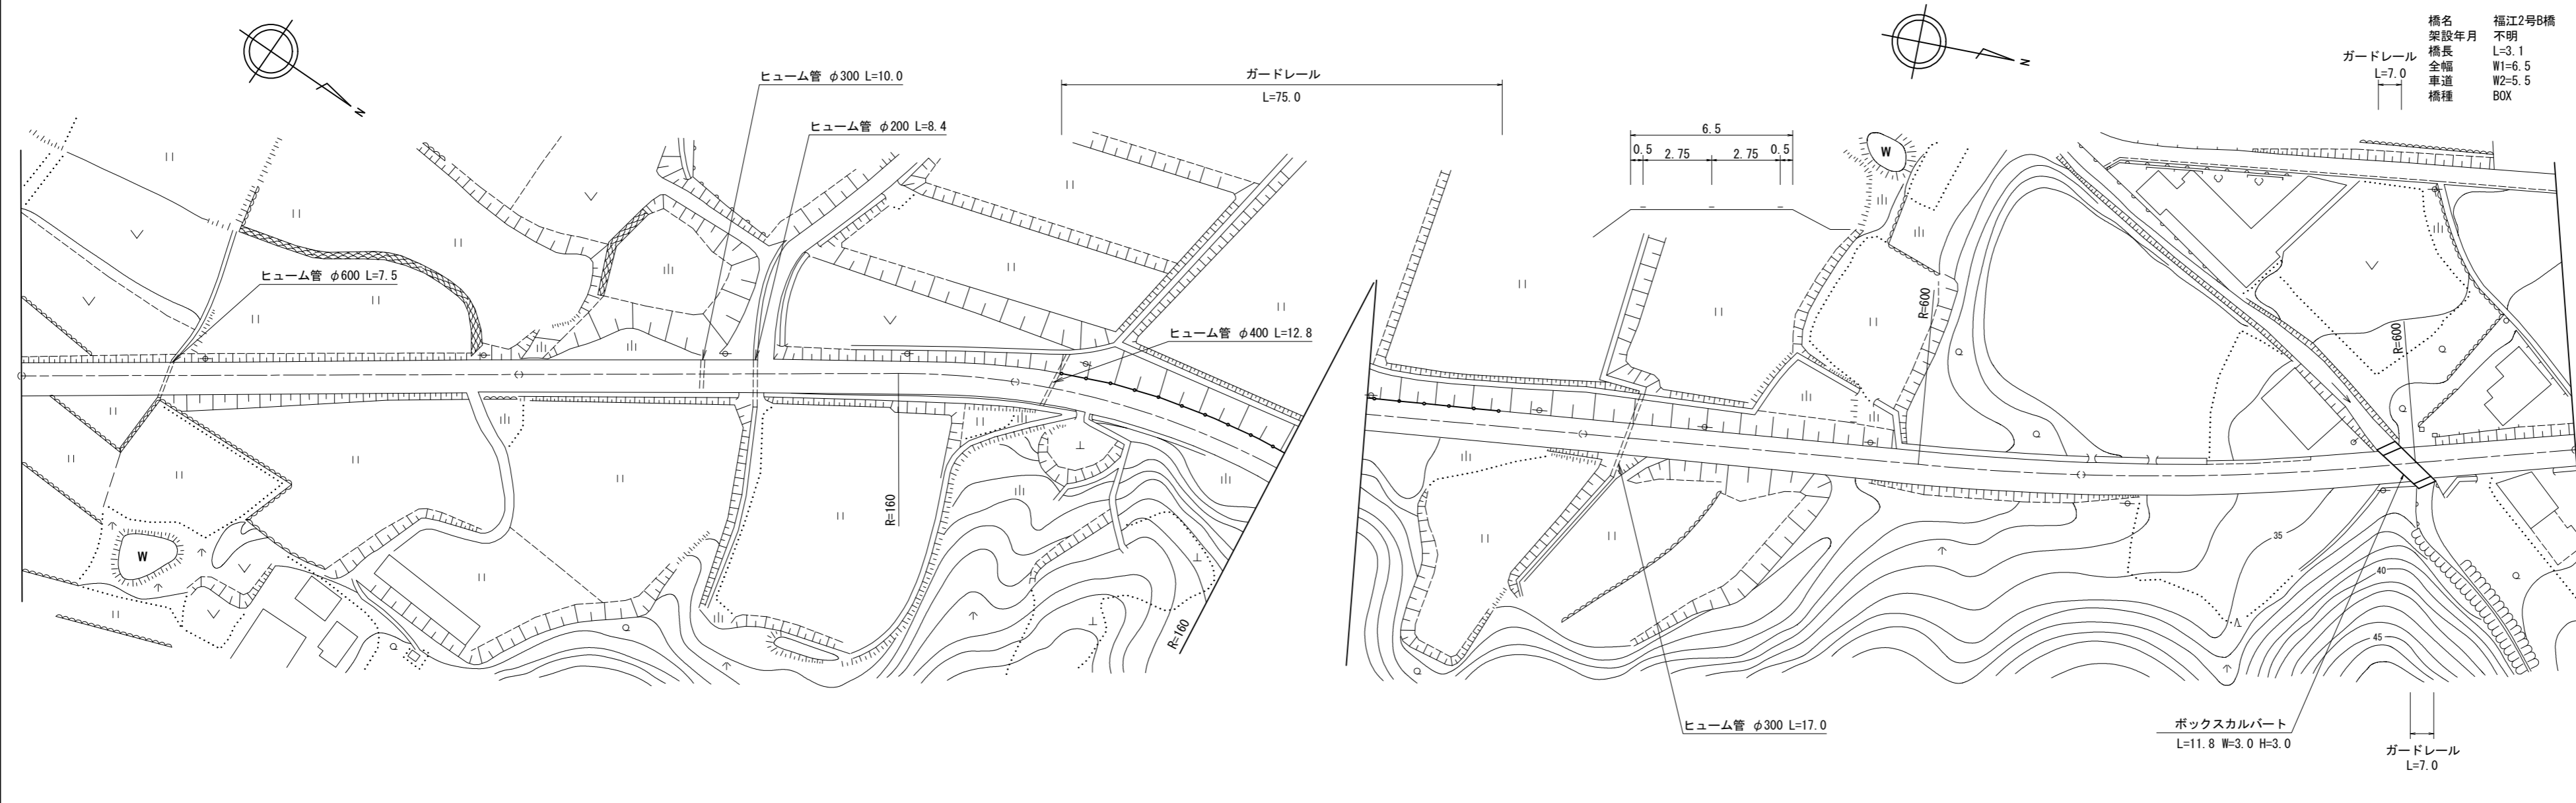 N
ヒューム管 φ300 L=10.0
ヒューム管 φ200 L=8.4
ガードレール
L=75.0
ヒューム管 φ600 L=7.5
ヒューム管 φ400 L=12.8
W
R=160
R=160
N
橋名 福江2号B橋
架設年月 不明
橋長 L=3.1
全幅 W1=6.5
車道 W2=5.5
橋種 BOX
ガードレール
L=7.0
6.5
0.5 2.75 2.75 0.5
W
R=600
R=600
35
40
45
ヒューム管 φ300 L=17.0
ボックスカルバート
L=11.8 W=3.0 H=3.0
ガードレール
L=7.0